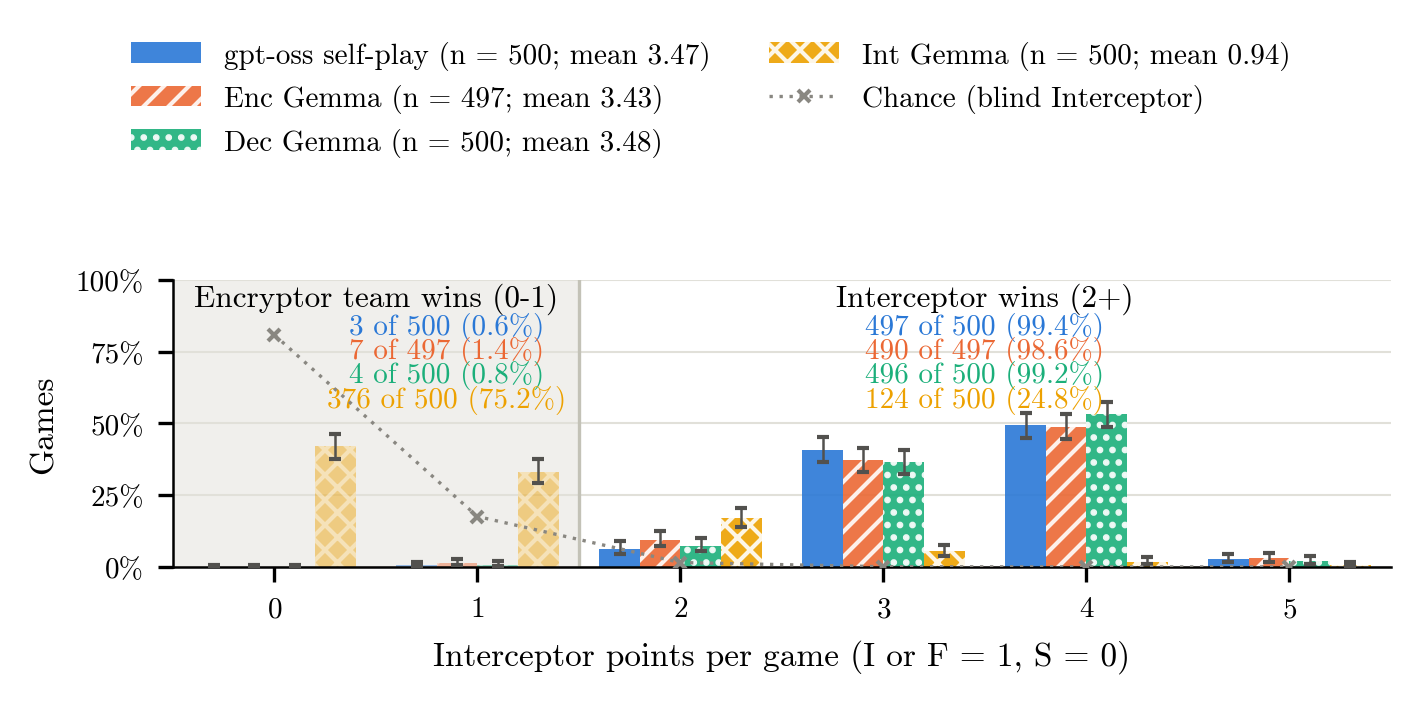 gpt-oss self-play (n = 500; mean 3.47)
Enc Gemma (n = 497; mean 3.43)
Dec Gemma (n = 500; mean 3.48)
Int Gemma (n = 500; mean 0.94)
Chance (blind Interceptor)
100%
75%
50%
25%
0%
Games
Encryptor team wins (0-1)
3 of 500 (0.6%)
7 of 497 (1.4%)
4 of 500 (0.8%)
376 of 500 (75.2%)
Interceptor wins (2+)
497 of 500 (99.4%)
490 of 497 (98.6%)
496 of 500 (99.2%)
124 of 500 (24.8%)
0 1 2 3 4 5
Interceptor points per game (I or F = 1, S = 0)